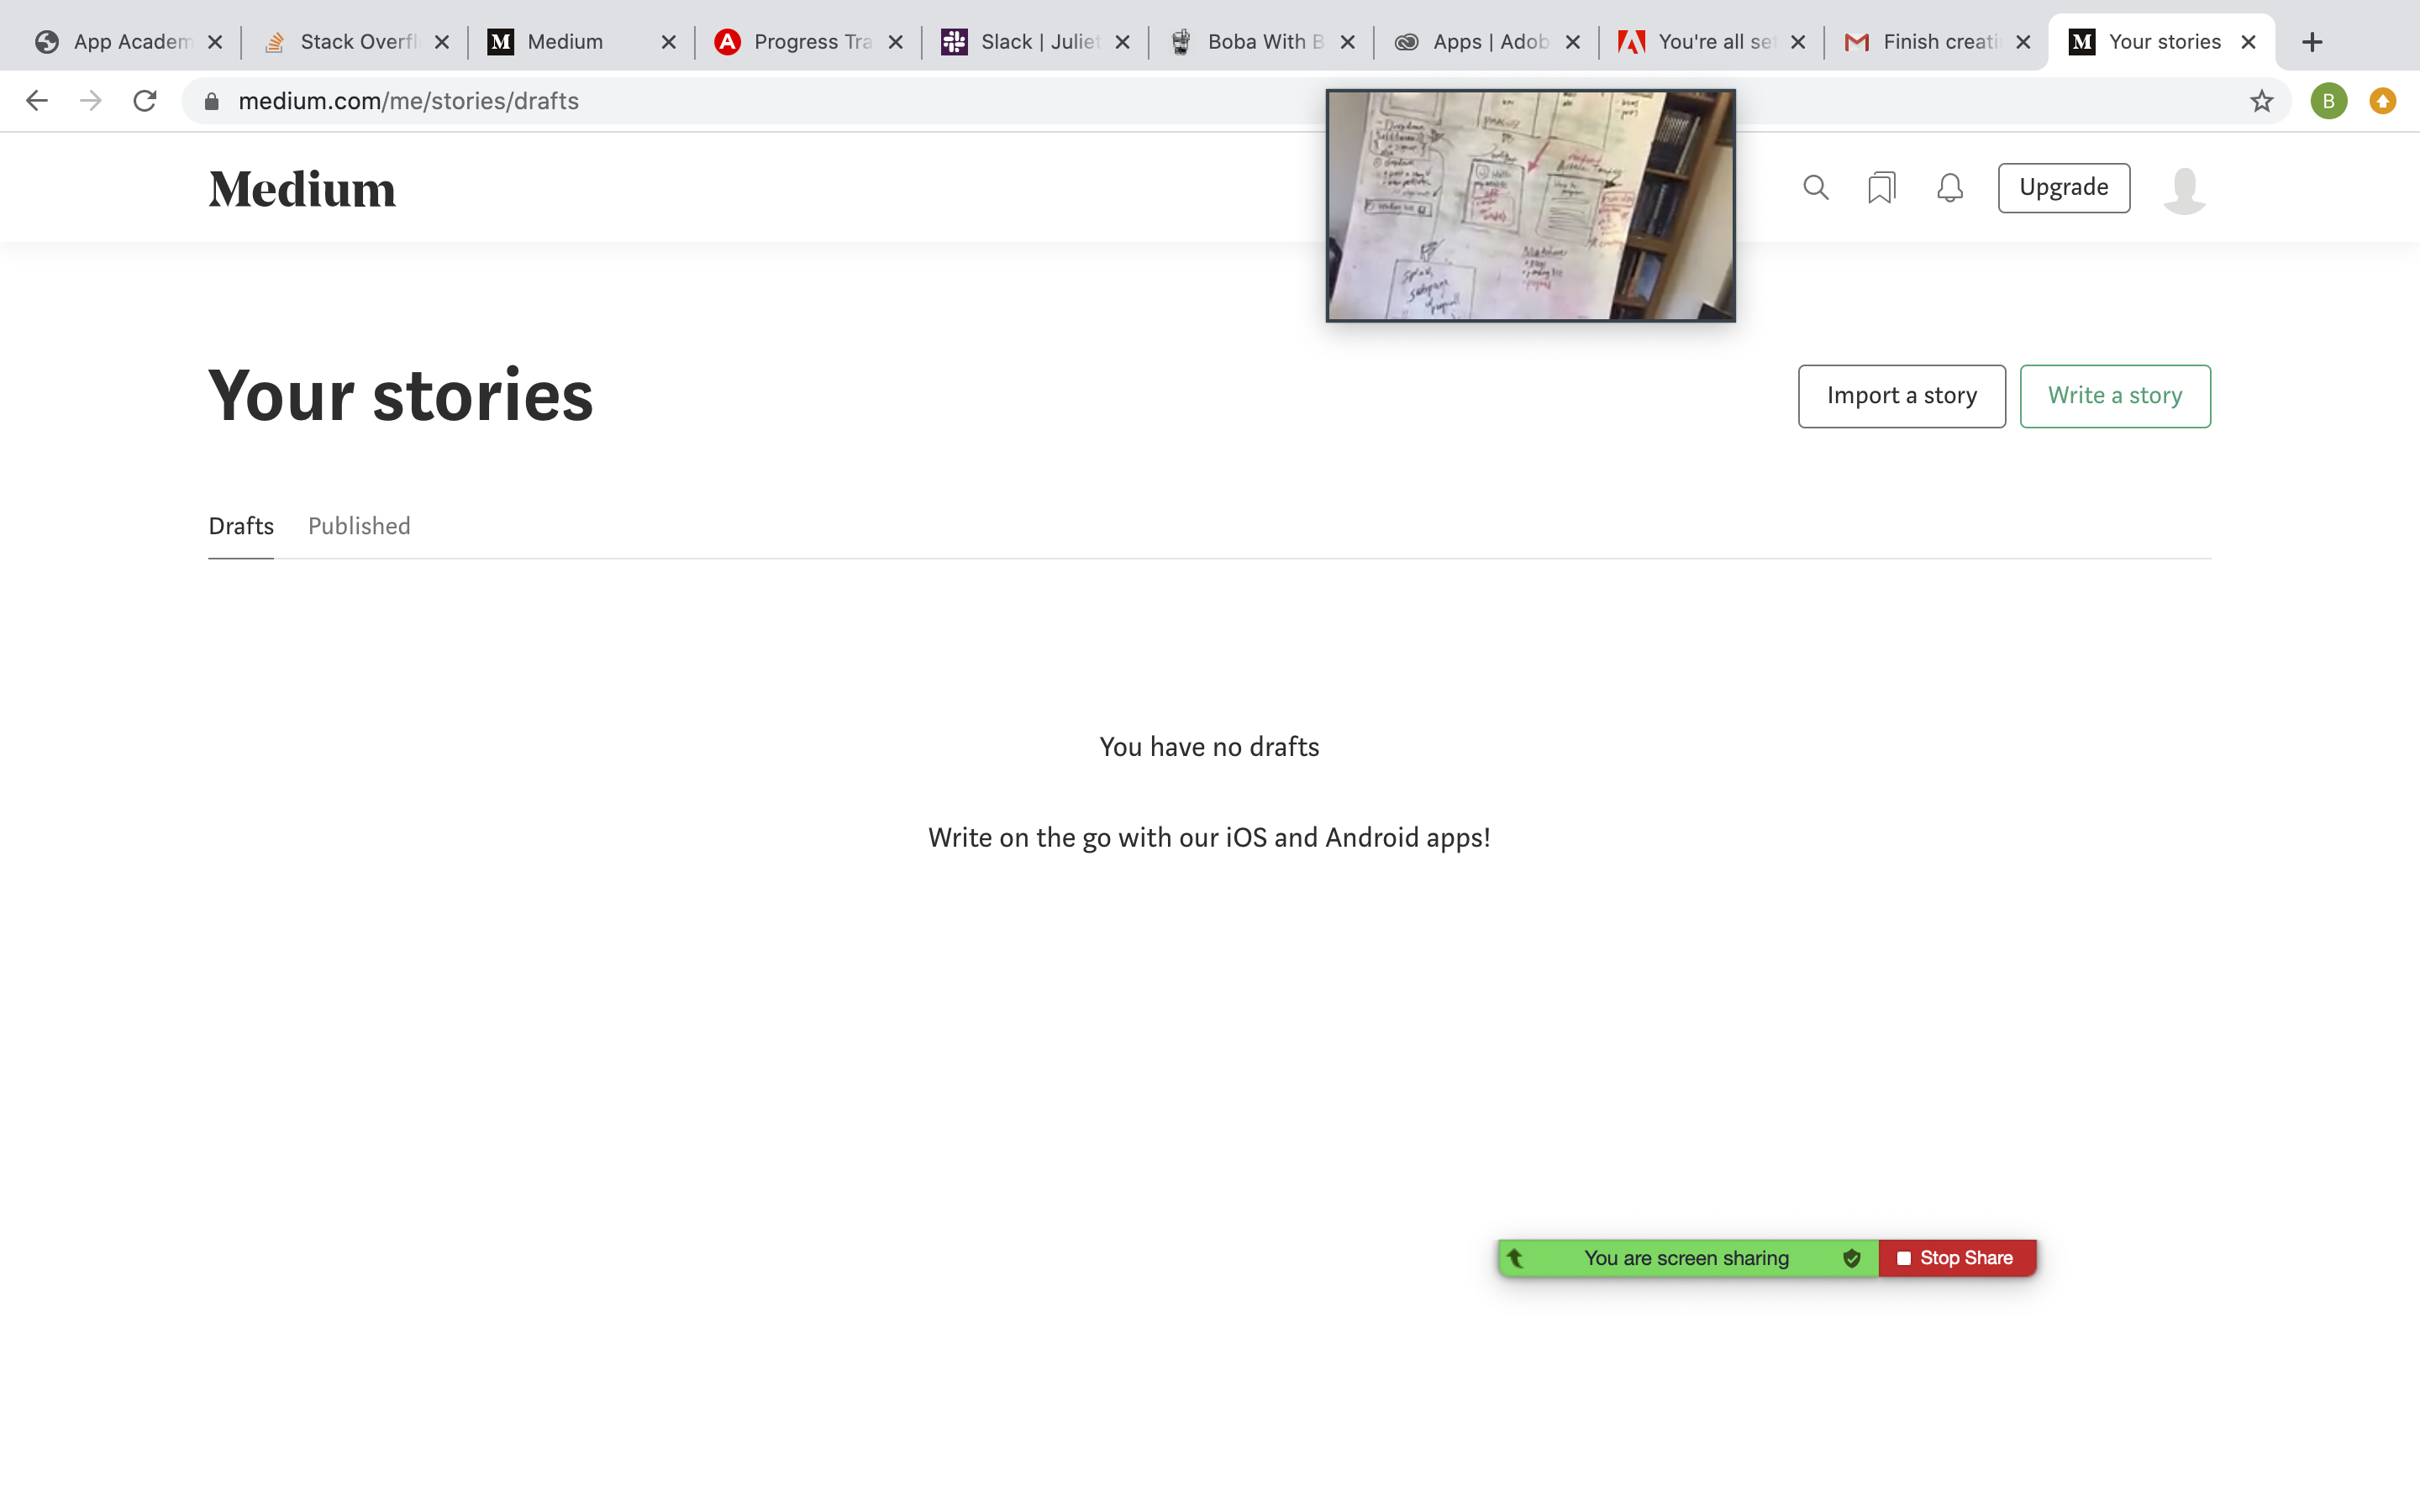 App Academ
Stack Overfl
Medium
Progress Tra
Slack | Juliet
Boba With B
Apps | Adob
You're all set
Finish creati
Your stories
medium.com/me/stories/drafts
B
Medium
Upgrade
Your stories
Import a story
Write a story
Drafts
Published
You have no drafts
Write on the go with our iOS and Android apps!
You are screen sharing
Stop Share